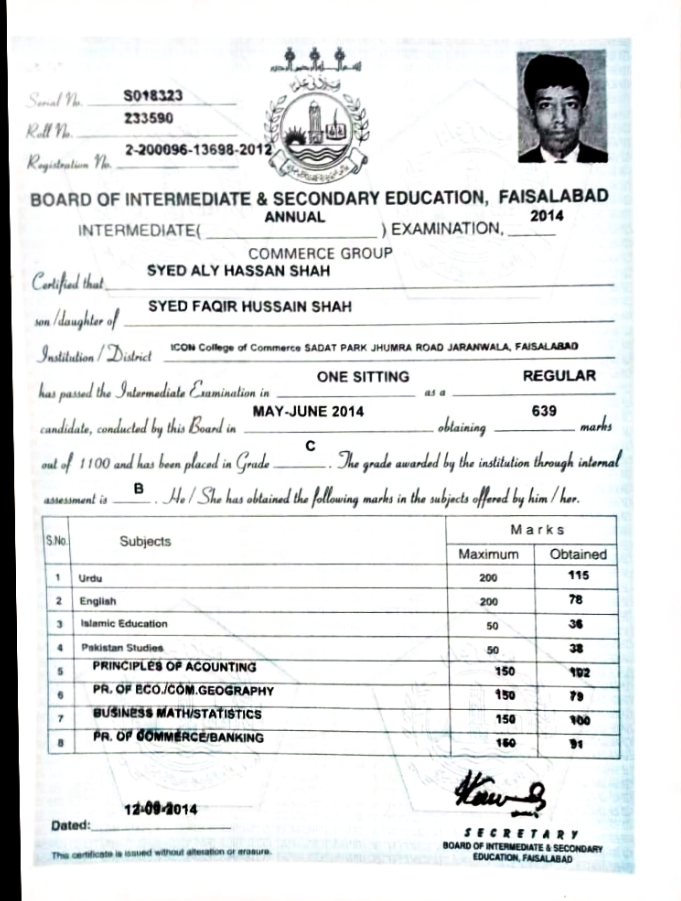 Serial No. S018323
Roll No. 233590
Registration No. 2-200096-13698-2012
BOARD OF INTERMEDIATE & SECONDARY EDUCATION, FAISALABAD
INTERMEDIATE( ANNUAL ) EXAMINATION, 2014
COMMERCE GROUP
Certified that SYED ALY HASSAN SHAH
son/daughter of SYED FAQIR HUSSAIN SHAH
Institution / District ICON College of Commerce SADAT PARK JHUMRA ROAD JARANWALA, FAISALABAD
has passed the Intermediate Examination in ONE SITTING as a REGULAR
candidate, conducted by this Board in MAY-JUNE 2014 obtaining 639 marks
out of 1100 and has been placed in Grade C . The grade awarded by the institution through internal
assessment is B . He / She has obtained the following marks in the subjects offered by him / her.
S.No. Subjects Marks
Maximum Obtained
1 Urdu 200 115
2 English 200 78
3 Islamic Education 50 36
4 Pakistan Studies 50 38
5 PRINCIPLES OF ACOUNTING 150 102
6 PR. OF ECO./COM.GEOGRAPHY 150 79
7 BUSINESS MATH/STATISTICS 150 100
8 PR. OF COMMERCE/BANKING 150 91
Dated: 12-09-2014
SECRETARY
BOARD OF INTERMEDIATE & SECONDARY
EDUCATION, FAISALABAD
This certificate is issued without alteration or erasure.